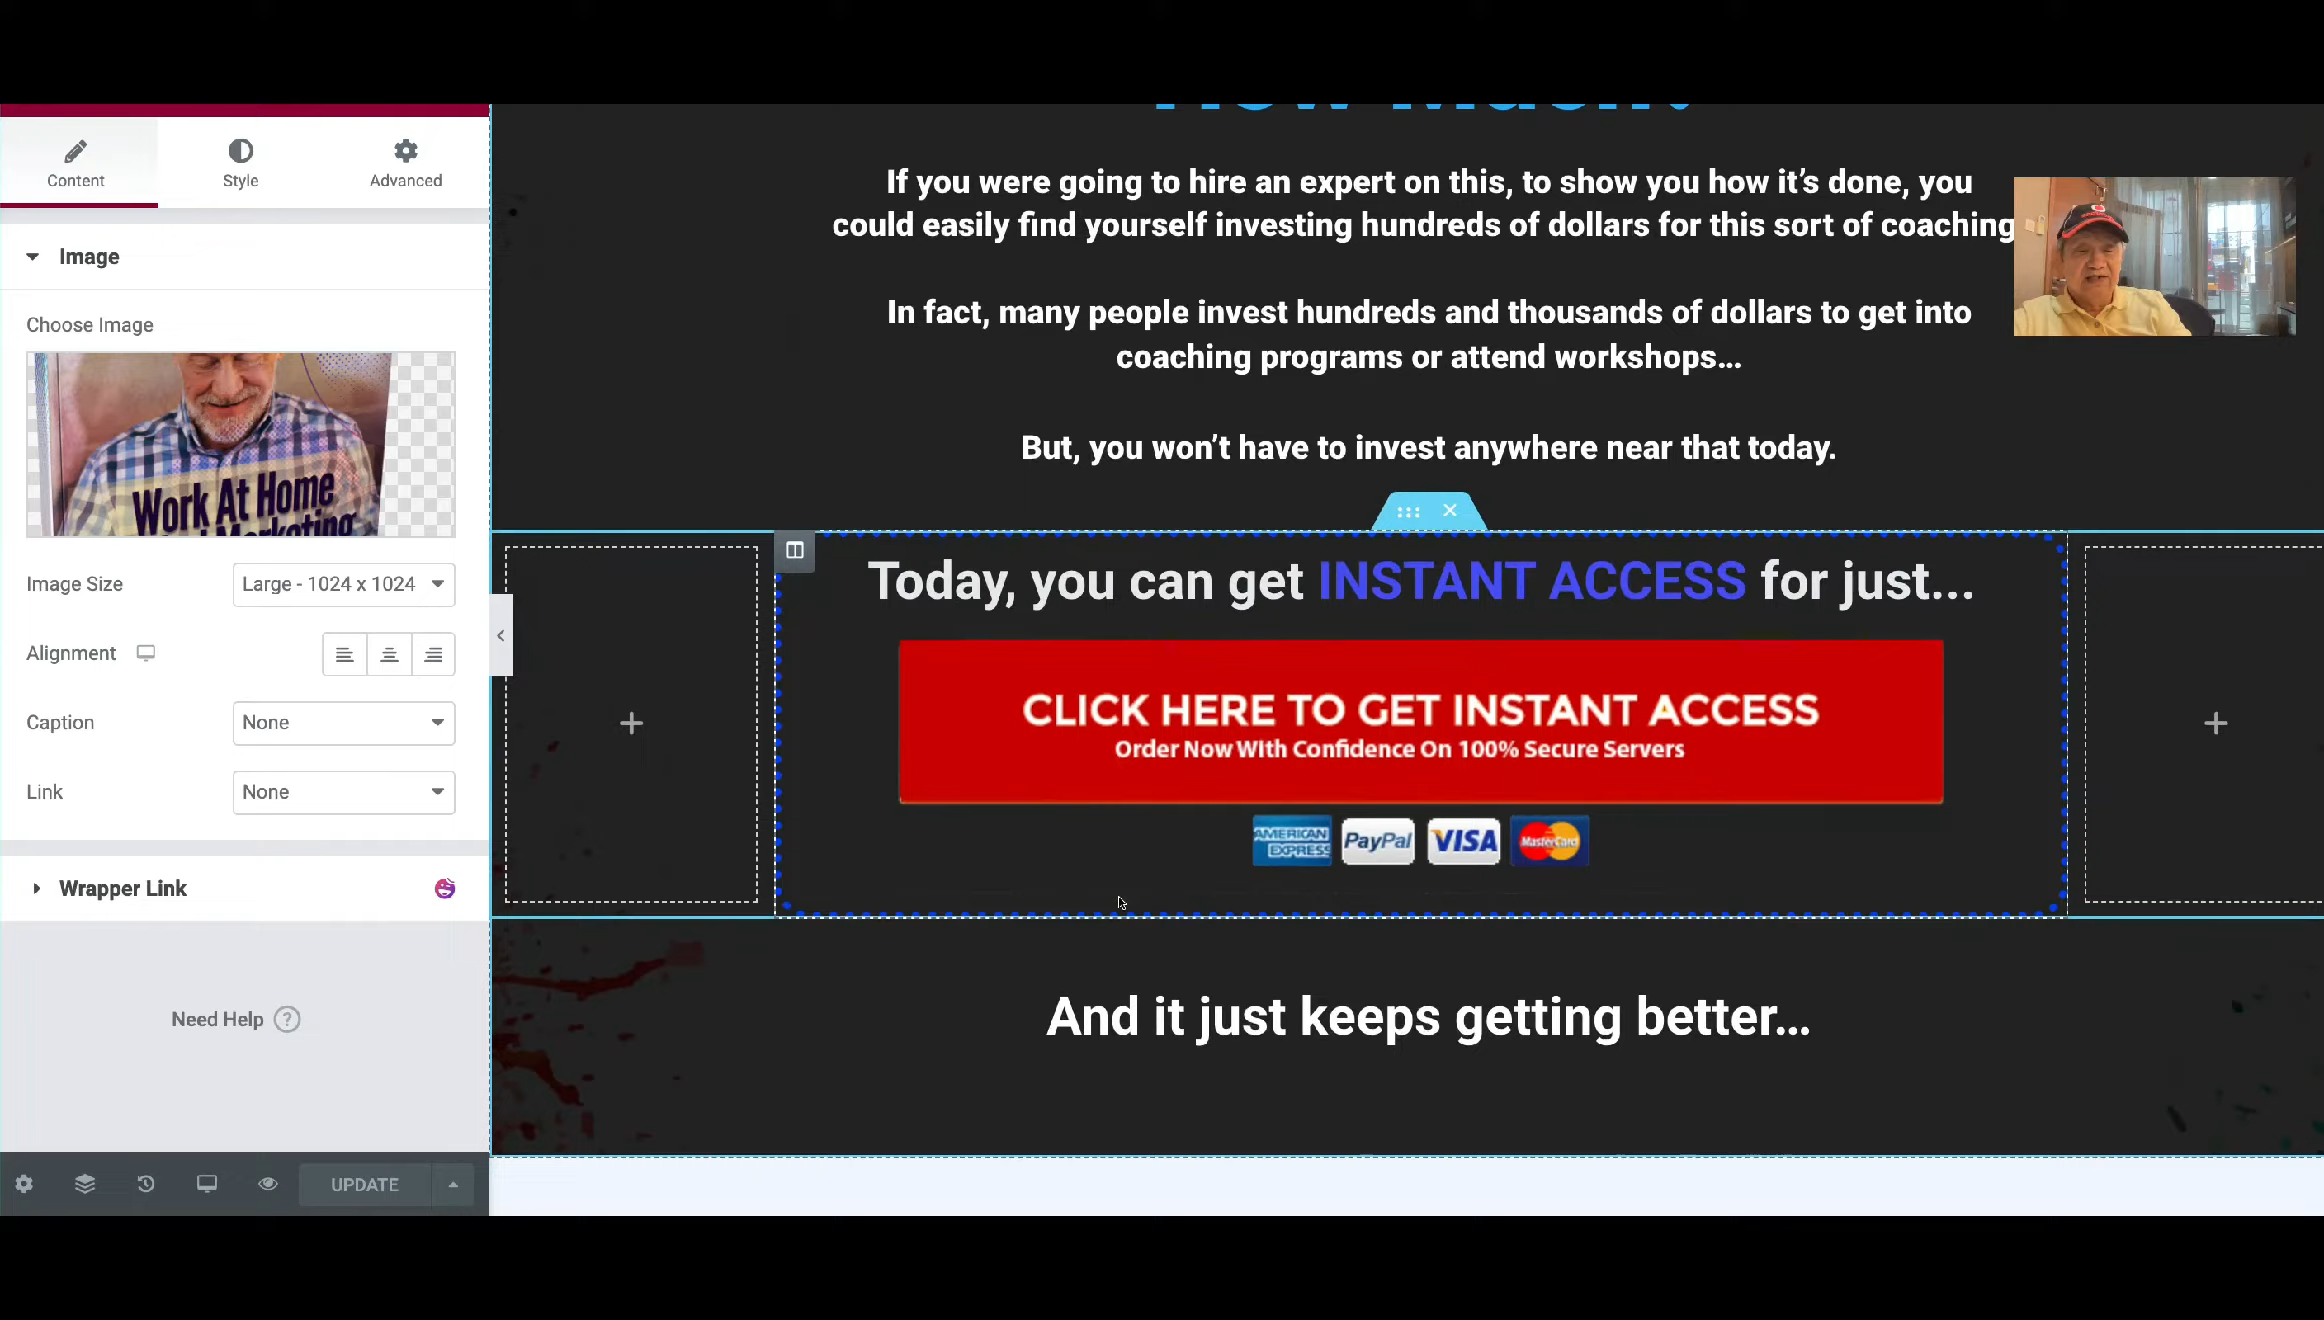 Content
Style
Advanced
Image
Choose Image
Work At Home
Image Size
Large - 1024 x 1024
Alignment
Caption
None
Link
None
Wrapper Link
Need Help ?
UPDATE
If you were going to hire an expert on this, to show you how it’s done, you
could easily find yourself investing hundreds of dollars for this sort of coaching
In fact, many people invest hundreds and thousands of dollars to get into
coaching programs or attend workshops…
But, you won’t have to invest anywhere near that today.
Today, you can get INSTANT ACCESS for just...
CLICK HERE TO GET INSTANT ACCESS
Order Now With Confidence On 100% Secure Servers
AMERICAN
EXPRESS
PayPal
VISA
MasterCard
And it just keeps getting better…